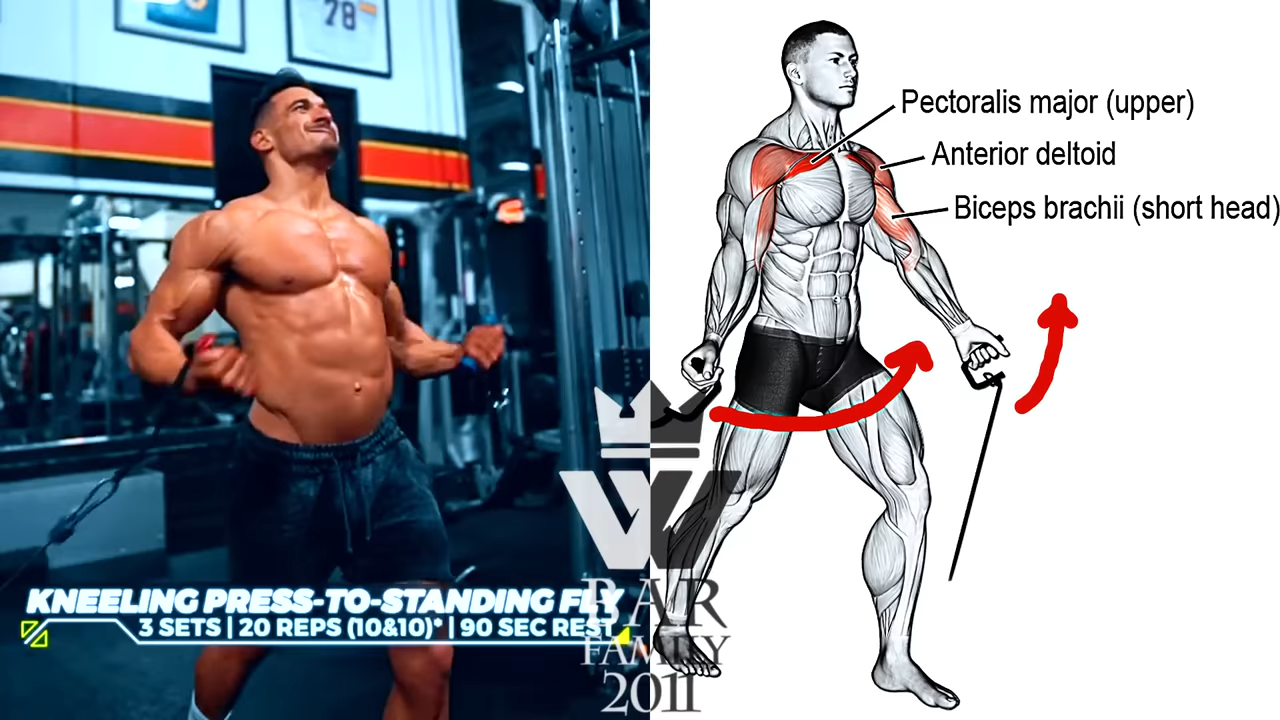 78
Pectoralis major (upper)
Anterior deltoid
Biceps brachii (short head)
KNEELING PRESS-TO-STANDING FLY
3 SETS | 20 REPS (10&10)* | 90 SEC REST
W
BAR
FAMILY
2011